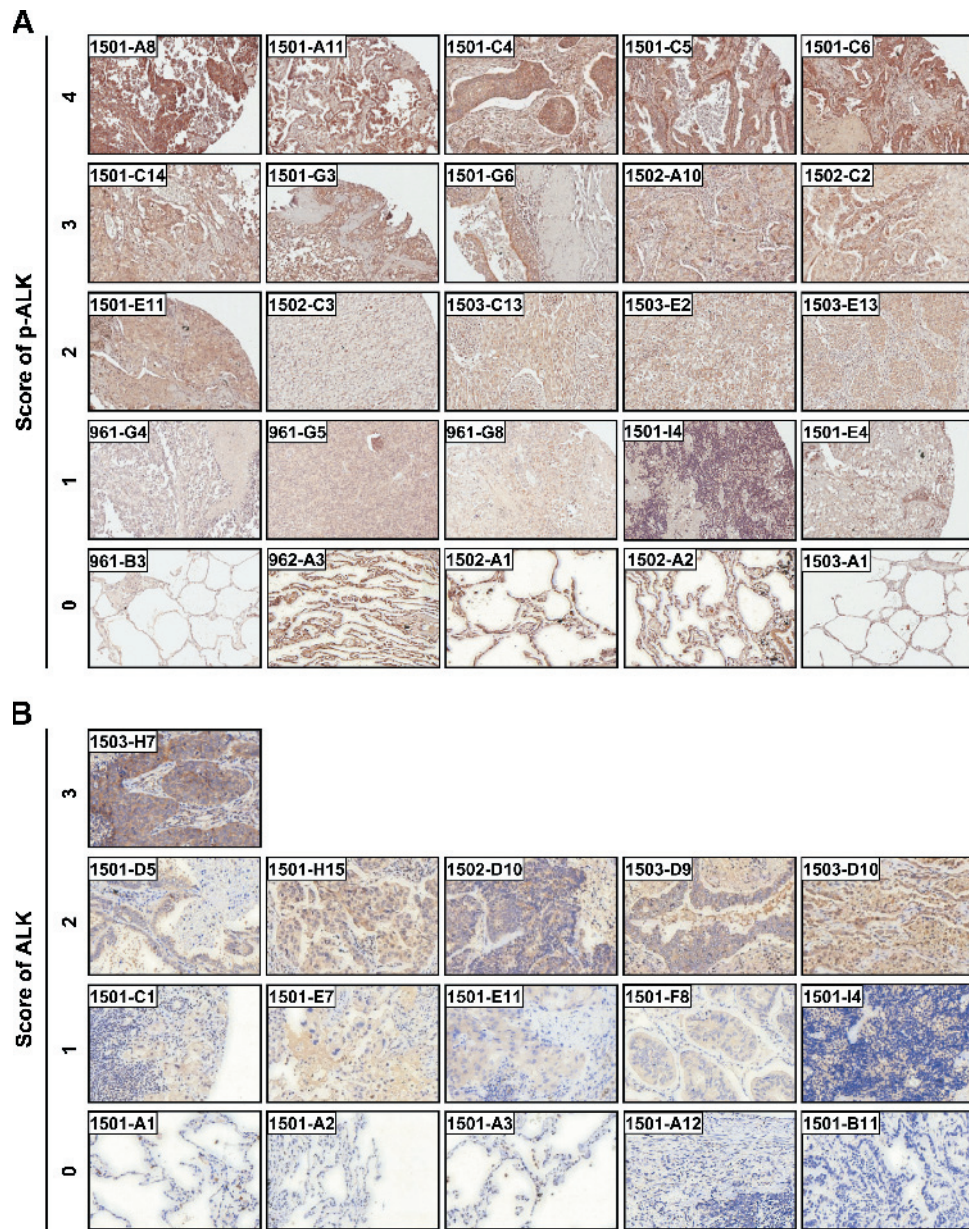 A
Score of p-ALK
4
1501-A8
1501-A11
1501-C4
1501-C5
1501-C6
3
1501-C14
1501-G3
1501-G6
1502-A10
1502-C2
2
1501-E11
1502-C3
1503-C13
1503-E2
1503-E13
1
961-G4
961-G5
961-G8
1501-I4
1501-E4
0
961-B3
962-A3
1502-A1
1502-A2
1503-A1
B
Score of ALK
3
1503-H7
2
1501-D5
1501-H15
1502-D10
1503-D9
1503-D10
1
1501-C1
1501-E7
1501-E11
1501-F8
1501-I4
0
1501-A1
1501-A2
1501-A3
1501-A12
1501-B11